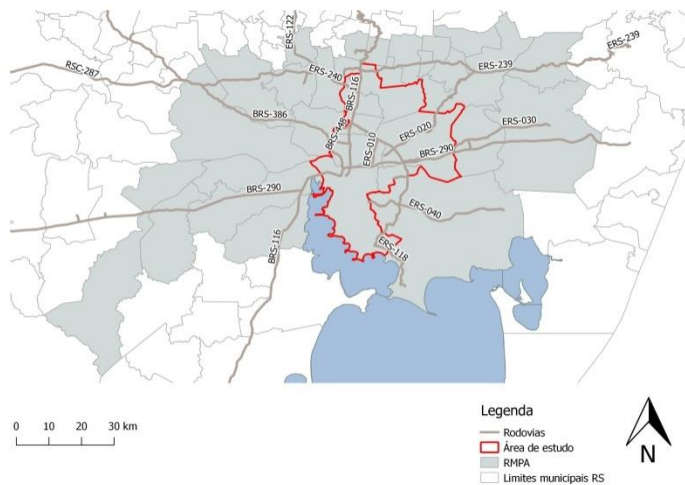 ERS-122
ERS-239
RSC-287
ERS-240
ERS-239
BRS-116
BRS-386
BRS-448
ERS-020
ERS-030
ERS-010
BRS-290
BRS-290
ERS-040
BRS-116
ERS-118
0 10 20 30 km
Legenda
Rodovias
Área de estudo
RMPA
Limites municipais RS
N